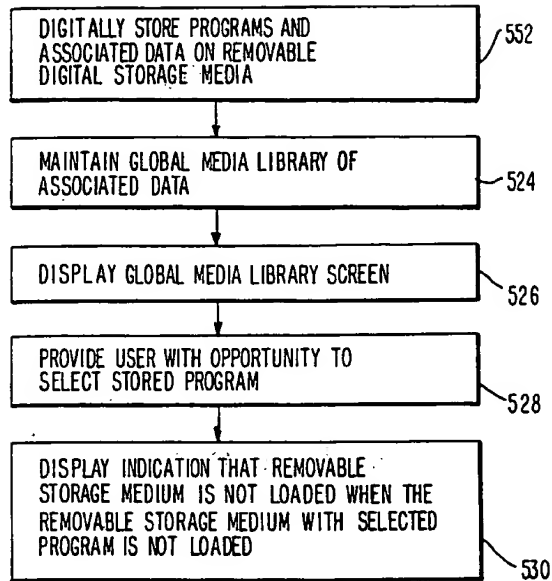 DIGITALLY STORE PROGRAMS AND
ASSOCIATED DATA ON REMOVABLE
DIGITAL STORAGE MEDIA
552
MAINTAIN GLOBAL MEDIA LIBRARY OF
ASSOCIATED DATA
524
DISPLAY GLOBAL MEDIA LIBRARY SCREEN
526
PROVIDE USER WITH OPPORTUNITY TO
SELECT STORED PROGRAM
528
DISPLAY INDICATION THAT REMOVABLE
STORAGE MEDIUM IS NOT LOADED WHEN THE
REMOVABLE STORAGE MEDIUM WITH SELECTED
PROGRAM IS NOT LOADED
530